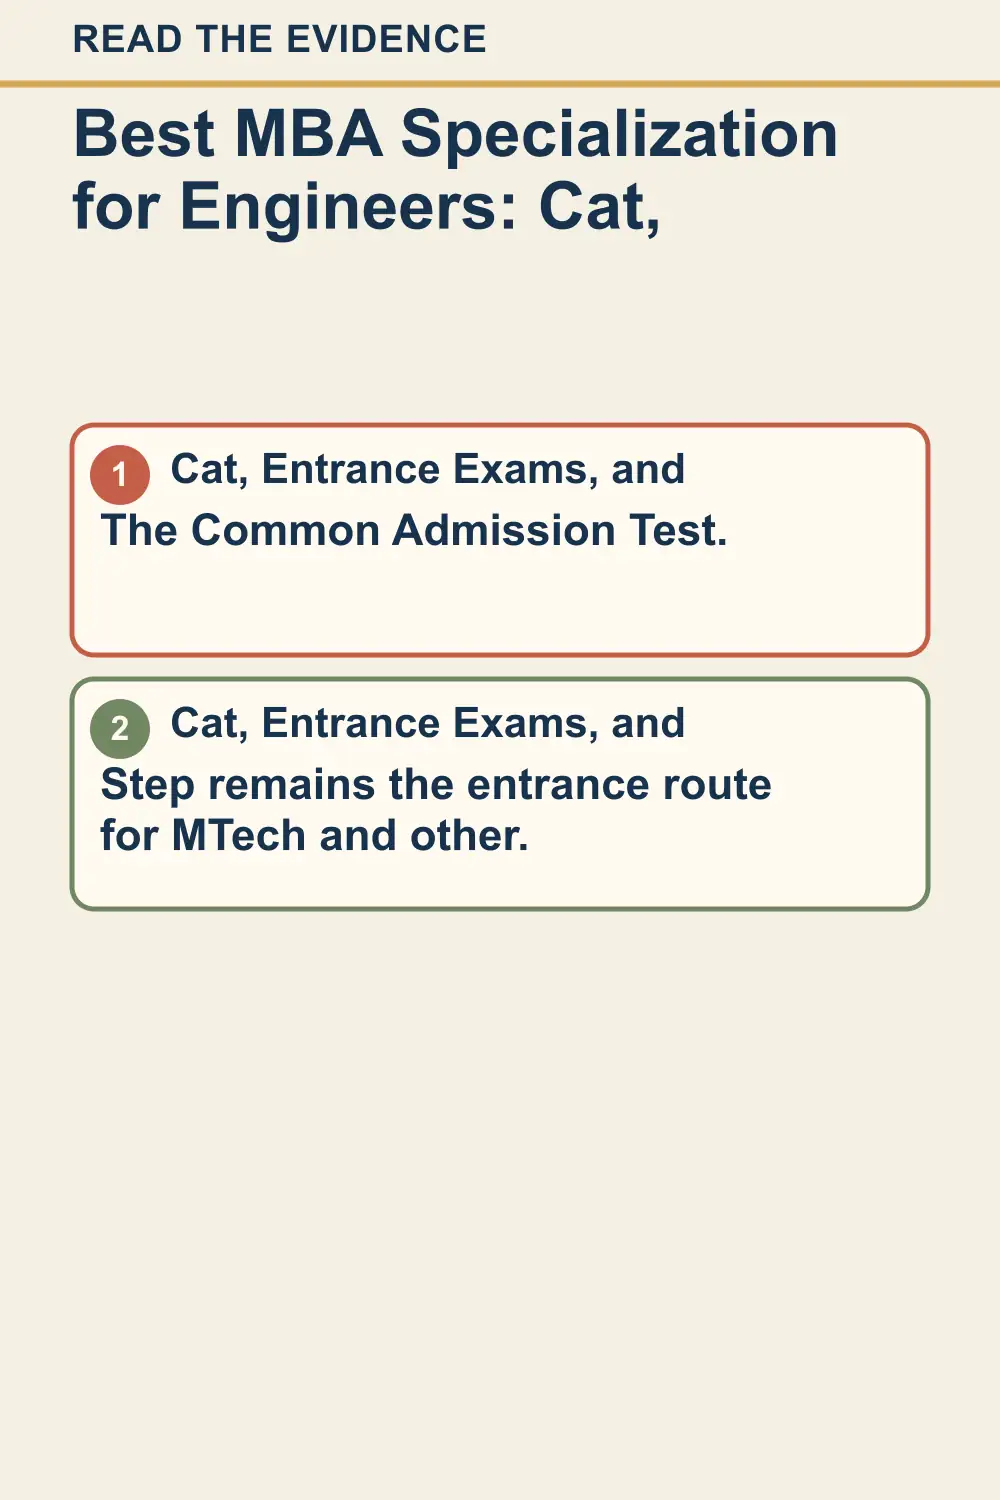 READ THE EVIDENCE
Best MBA Specialization
for Engineers: Cat,
1 Cat, Entrance Exams, and
The Common Admission Test.
2 Cat, Entrance Exams, and
Step remains the entrance route
for MTech and other.